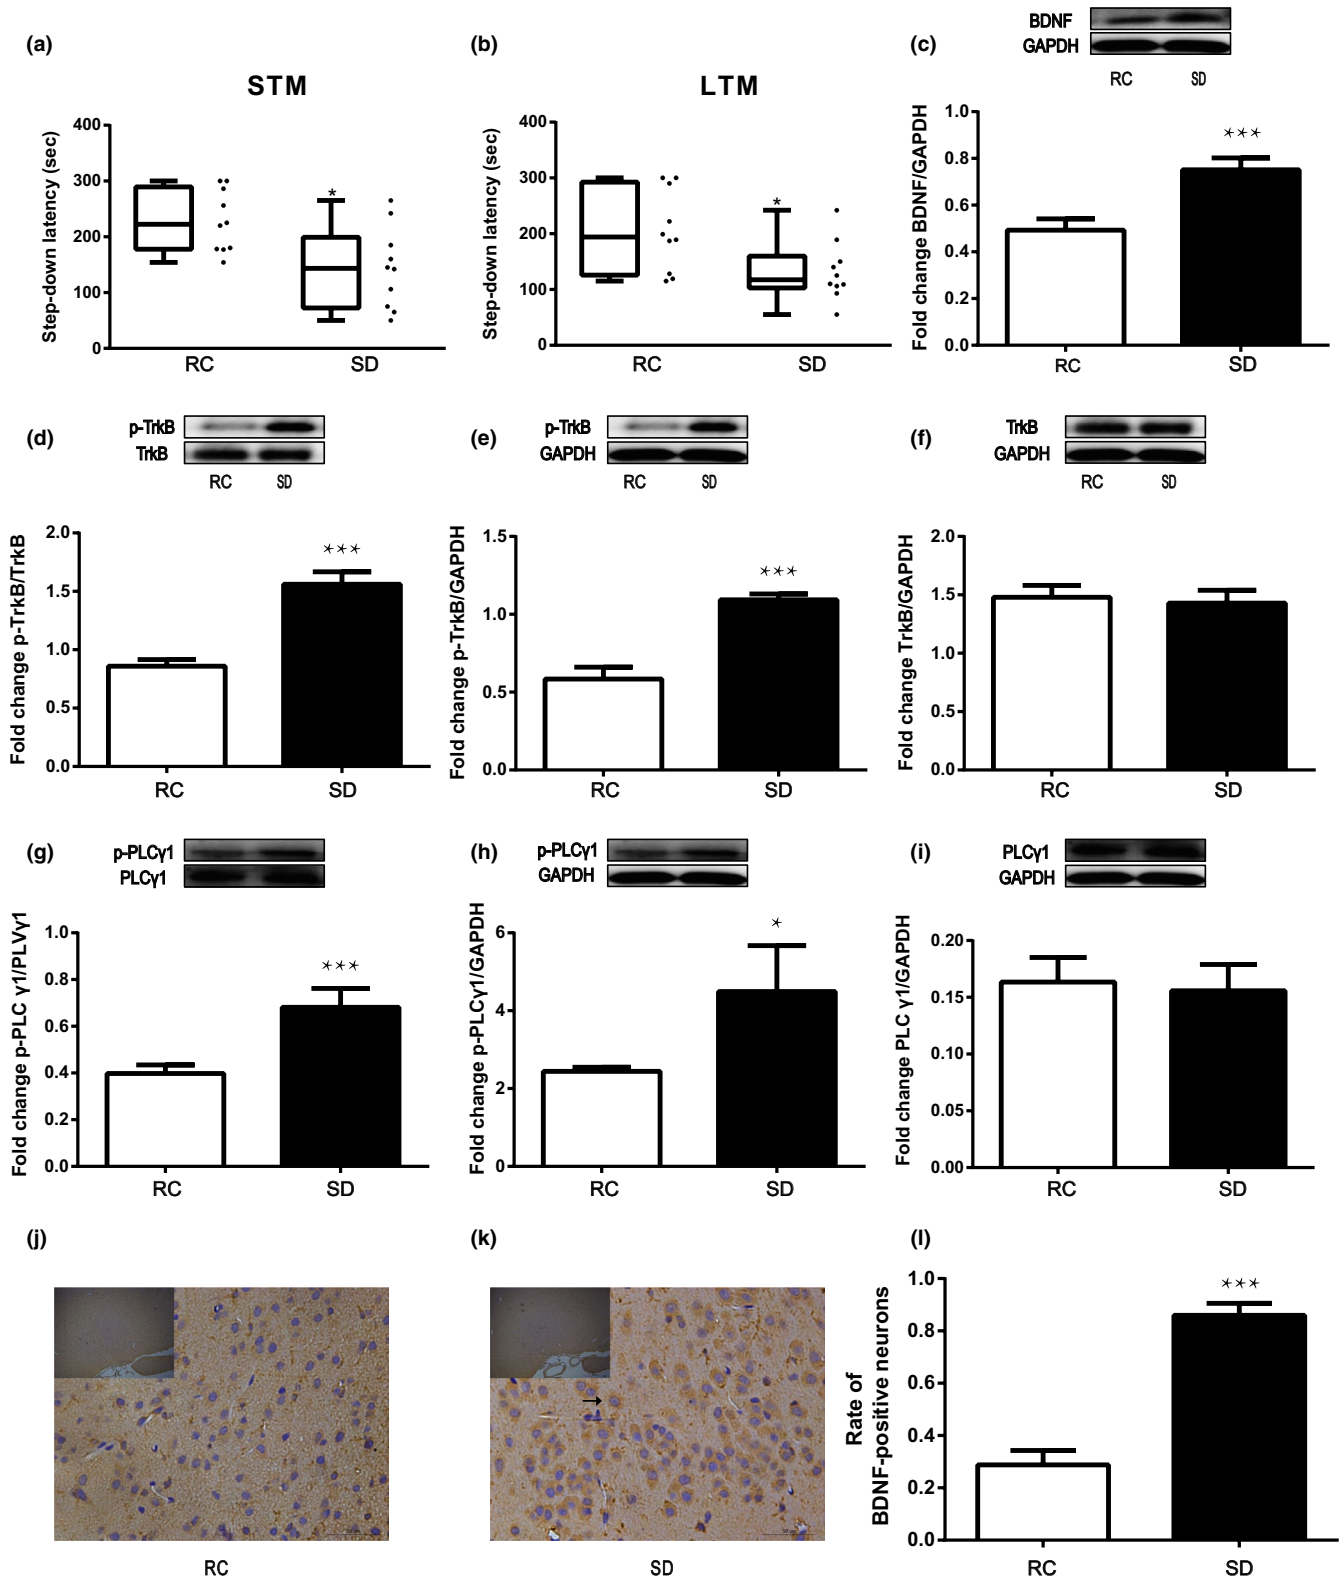 (a)
STM
Step-down latency (sec)
400
300
200
100
0
*
RC SD
(b)
LTM
Step-down latency (sec)
400
300
200
100
0
*
RC SD
(c)
BDNF
GAPDH
RC SD
Fold change BDNF/GAPDH
1.0
0.8
0.6
0.4
0.2
0.0
***
RC SD
(d)
p-TrkB
TrkB
RC SD
Fold change p-TrkB/TrkB
2.0
1.5
1.0
0.5
0.0
***
RC SD
(e)
p-TrkB
GAPDH
RC SD
Fold change p-TrkB/GAPDH
1.5
1.0
0.5
0.0
***
RC SD
(f)
TrkB
GAPDH
RC SD
Fold change TrkB/GAPDH
2.0
1.5
1.0
0.5
0.0
RC SD
(g)
p-PLCγ1
PLCγ1
Fold change p-PLC γ1/PLVγ1
1.0
0.8
0.6
0.4
0.2
0.0
***
RC SD
(h)
p-PLCγ1
GAPDH
Fold change p-PLCγ1/GAPDH
6
4
2
0
*
RC SD
(i)
PLCγ1
GAPDH
Fold change PLC γ1/GAPDH
0.20
0.15
0.10
0.05
0.00
RC SD
(j)
RC
(k)
SD
(l)
Rate of
BDNF-positive neurons
1.0
0.8
0.6
0.4
0.2
0.0
***
RC SD